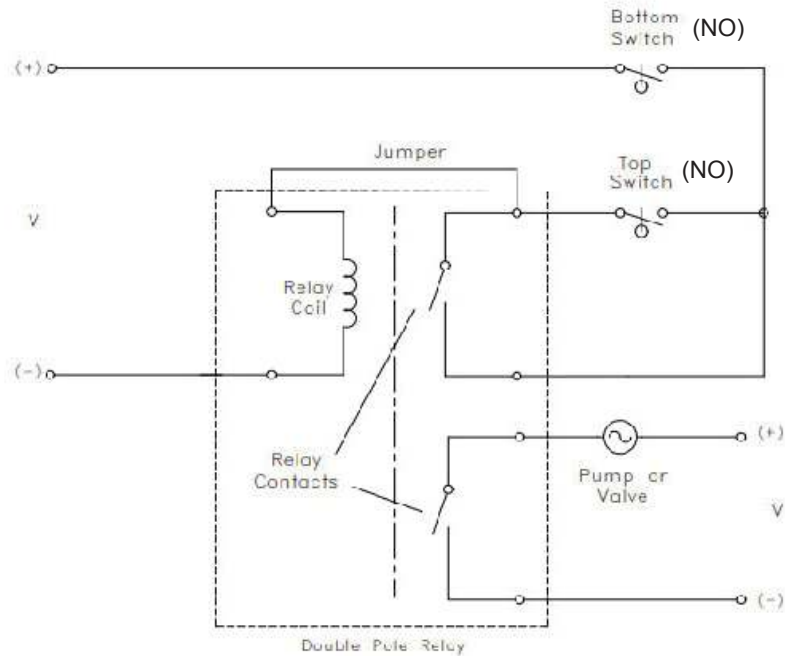 Bottom (NO)
Switch
(+)
Jumper
Top (NO)
Switch
V
Relay
Coil
(-)
Relay
Contacts
(+)
Pump or
Valve
V
(-)
Double Pole Relay